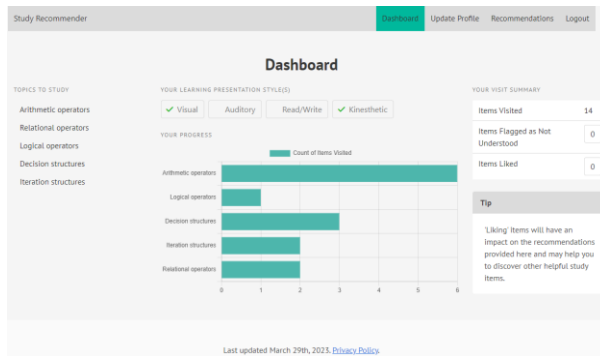 Study Recommender
Dashboard Update Profile Recommendations Logout
Dashboard
TOPICS TO STUDY
Arithmetic operators
Relational operators
Logical operators
Decision structures
Iteration structures
YOUR LEARNING PRESENTATION STYLE(S)
Visual Auditory Read/Write Kinesthetic
YOUR PROGRESS
Count of Items Visited
Arithmetic operators
Logical operators
Decision structures
Iteration structures
Relational operators
0 1 2 3 4 5 6
YOUR VISIT SUMMARY
Items Visited 14
Items Flagged as Not
Understood 0
Items Liked 0
Tip
'Liking' items will have an
impact on the recommendations
provided here and may help you
to discover other helpful study
items.
Last updated March 29th, 2023, Privacy Policy.